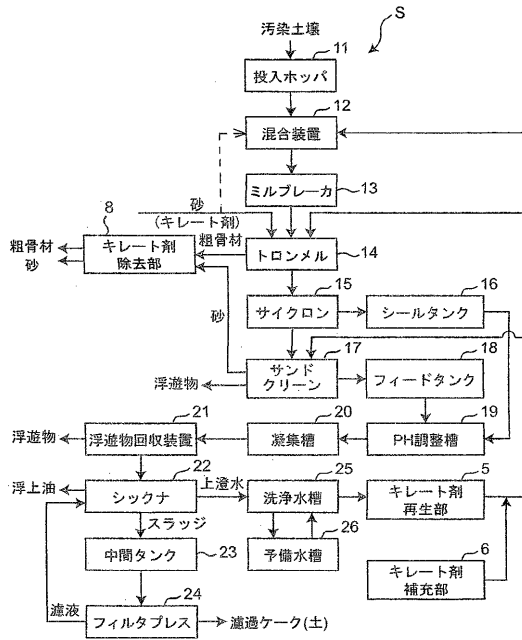 S
汚染土壌
11
投入ホッパ
12
混合装置
ミルブレーカ
13
砂
(キレート剤)
8
キレート剤
除去部
粗骨材
砂
粗骨材
トロンメル
14
15
サイクロン
16
シールタンク
砂
17
サンド
クリーン
浮遊物
18
フィードタンク
21
浮遊物回収装置
浮遊物
20
凝集槽
19
PH調整槽
22
シックナ
浮上油
上澄水
25
洗浄水槽
5
キレート剤
再生部
スラッジ
中間タンク
23
予備水槽
26
6
キレート剤
補充部
24
フィルタプレス
濾液
濾過ケーク(土)